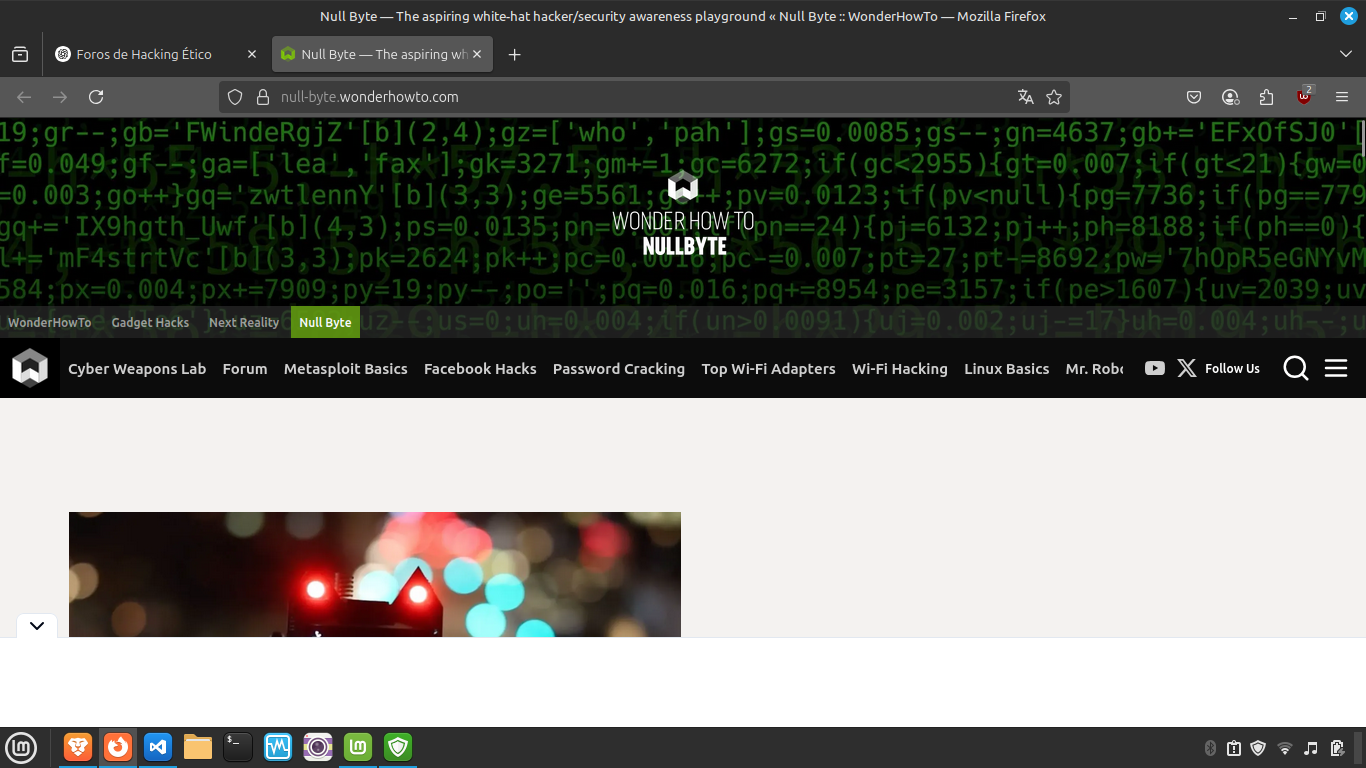 Null Byte — The aspiring white-hat hacker/security awareness playground « Null Byte :: WonderHowTo — Mozilla Firefox
Foros de Hacking Ético
Null Byte — The aspiring wh
null-byte.wonderhowto.com
2
19;gr--;gb='FWindeRgjZ'[b](2,4);gz=['who','pah'];gs=0.0085;gs--;gn=4637;gb+='EFxOfSJ0'[
f=0.049;gf--;ga=['lea','fax'];gk=3271;gm+=1;gc=6272;if(gc<2955){gt=0.007;if(gt<21){gw=0
=0.003;go++}gq='zwtlennY'[b](3,3);ge=5561;g++;pv=0.0123;if(pv<null){pg=7736;if(pg==779
gq+='IX9hgth_Uwf'[b](4,3);ps=0.0135;pn=
pn==24){pj=6132;pj++;ph=8188;if(ph==0){
l+='mF4strtVc'[b](3,3);pk=2624;pk++;pc=0.0016;pc-=0.007;pt=27;pt-=8692;pw='7hOpR5eGNYvM
584;px=0.004;px+=7909;py=19;py--;po='';pq=0.016;pq+=8954;pe=3157;if(pe>1607){uv=2039;uv
WONDER HOW TO
NULLBYTE
uz--;us=0;uh=0.004;if(un>0.0091){uj=0.002;uj-=17}uh=0.004;uh--;u
WonderHowTo
Gadget Hacks
Next Reality
Null Byte
Cyber Weapons Lab
Forum
Metasploit Basics
Facebook Hacks
Password Cracking
Top Wi-Fi Adapters
Wi-Fi Hacking
Linux Basics
Mr. Robo
Follow Us